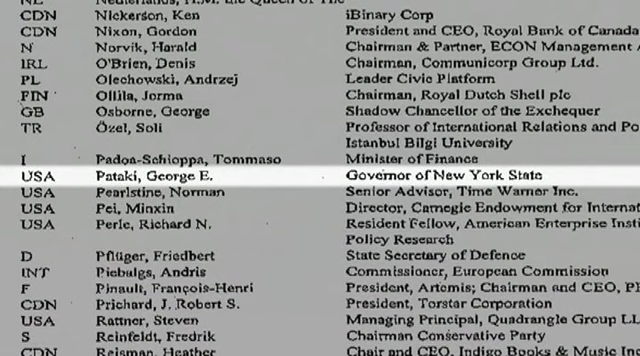 CDN Nickerson, Ken iBinary Corp
CDN Nixon, Gordon President and CEO, Royal Bank of Canada
N Norvik, Harald Chairman & Partner, ECON Management
IRL O'Brien, Denis Chairman, Communicorp Group Ltd.
PL Olechowski, Andrzej Leader Civic Platform
FIN Ollila, Jorma Chairman, Royal Dutch Shell plc
GB Osborne, George Shadow Chancellor of the Exchequer
TR Özel, Soli Professor of International Relations and Po
Istanbul Bilgi University
I Padoa-Schioppa, Tommaso Minister of Finance
USA Pataki, George E. Governor of New York State
USA Pearlstine, Norman Senior Advisor, Time Warner Inc.
USA Pei, Minxin Director, Carnegie Endowment for Internat
USA Perle, Richard N. Resident Fellow, American Enterprise Insti
Policy Research
D Pflüger, Friedbert State Secretary of Defence
INT Piebalgs, Andris Commissioner, European Commission
F Pinault, François-Henri President, Artemis; Chairman and CEO, PP
CDN Prichard, J. Robert S. President, Torstar Corporation
USA Rattner, Steven Managing Principal, Quadrangle Group LL
S Reinfeldt, Fredrik Chairman Conservative Party
CDN Reisman, Heather Chair and CEO, Indigo Books & Music Inc